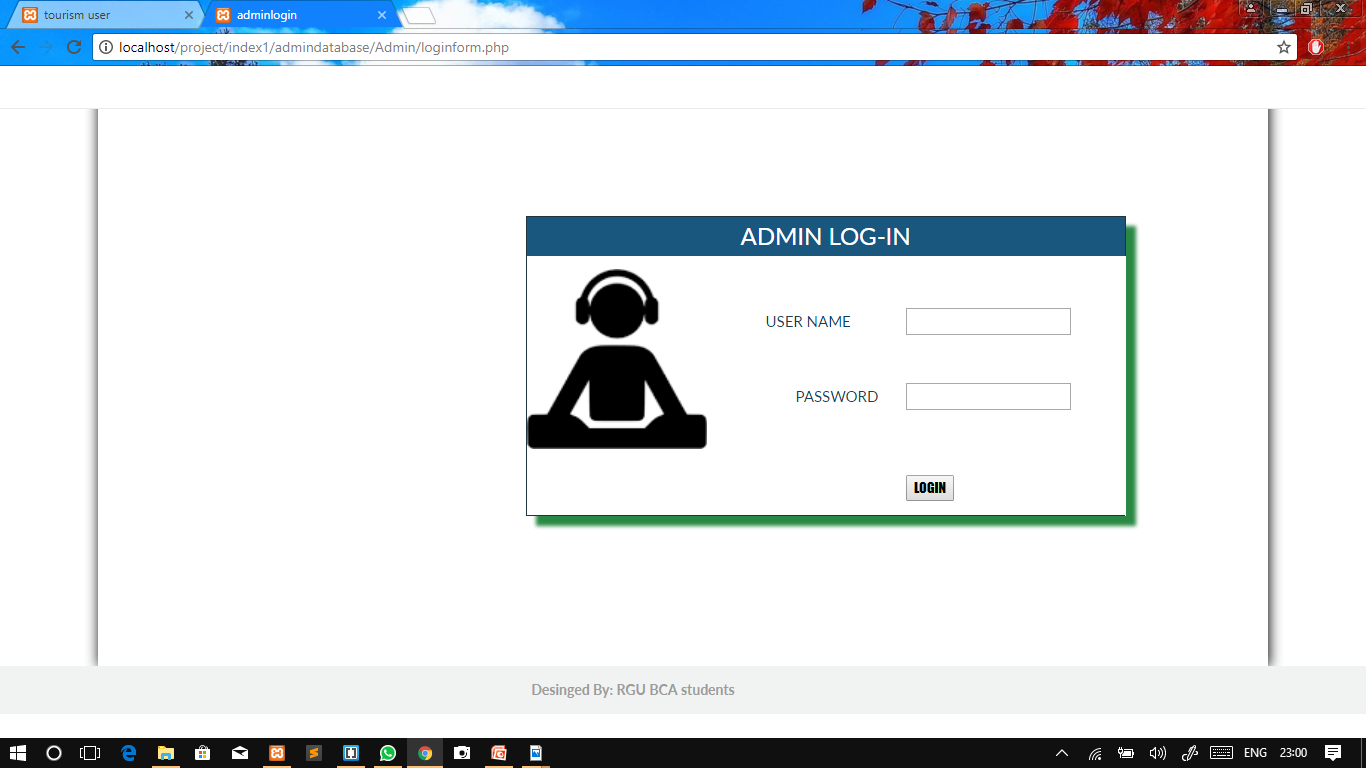 tourism user
adminlogin
localhost/project/index1/admindatabase/Admin/loginform.php
ADMIN LOG-IN
USER NAME
PASSWORD
LOGIN
Desinged By: RGU BCA students
ENG 23:00